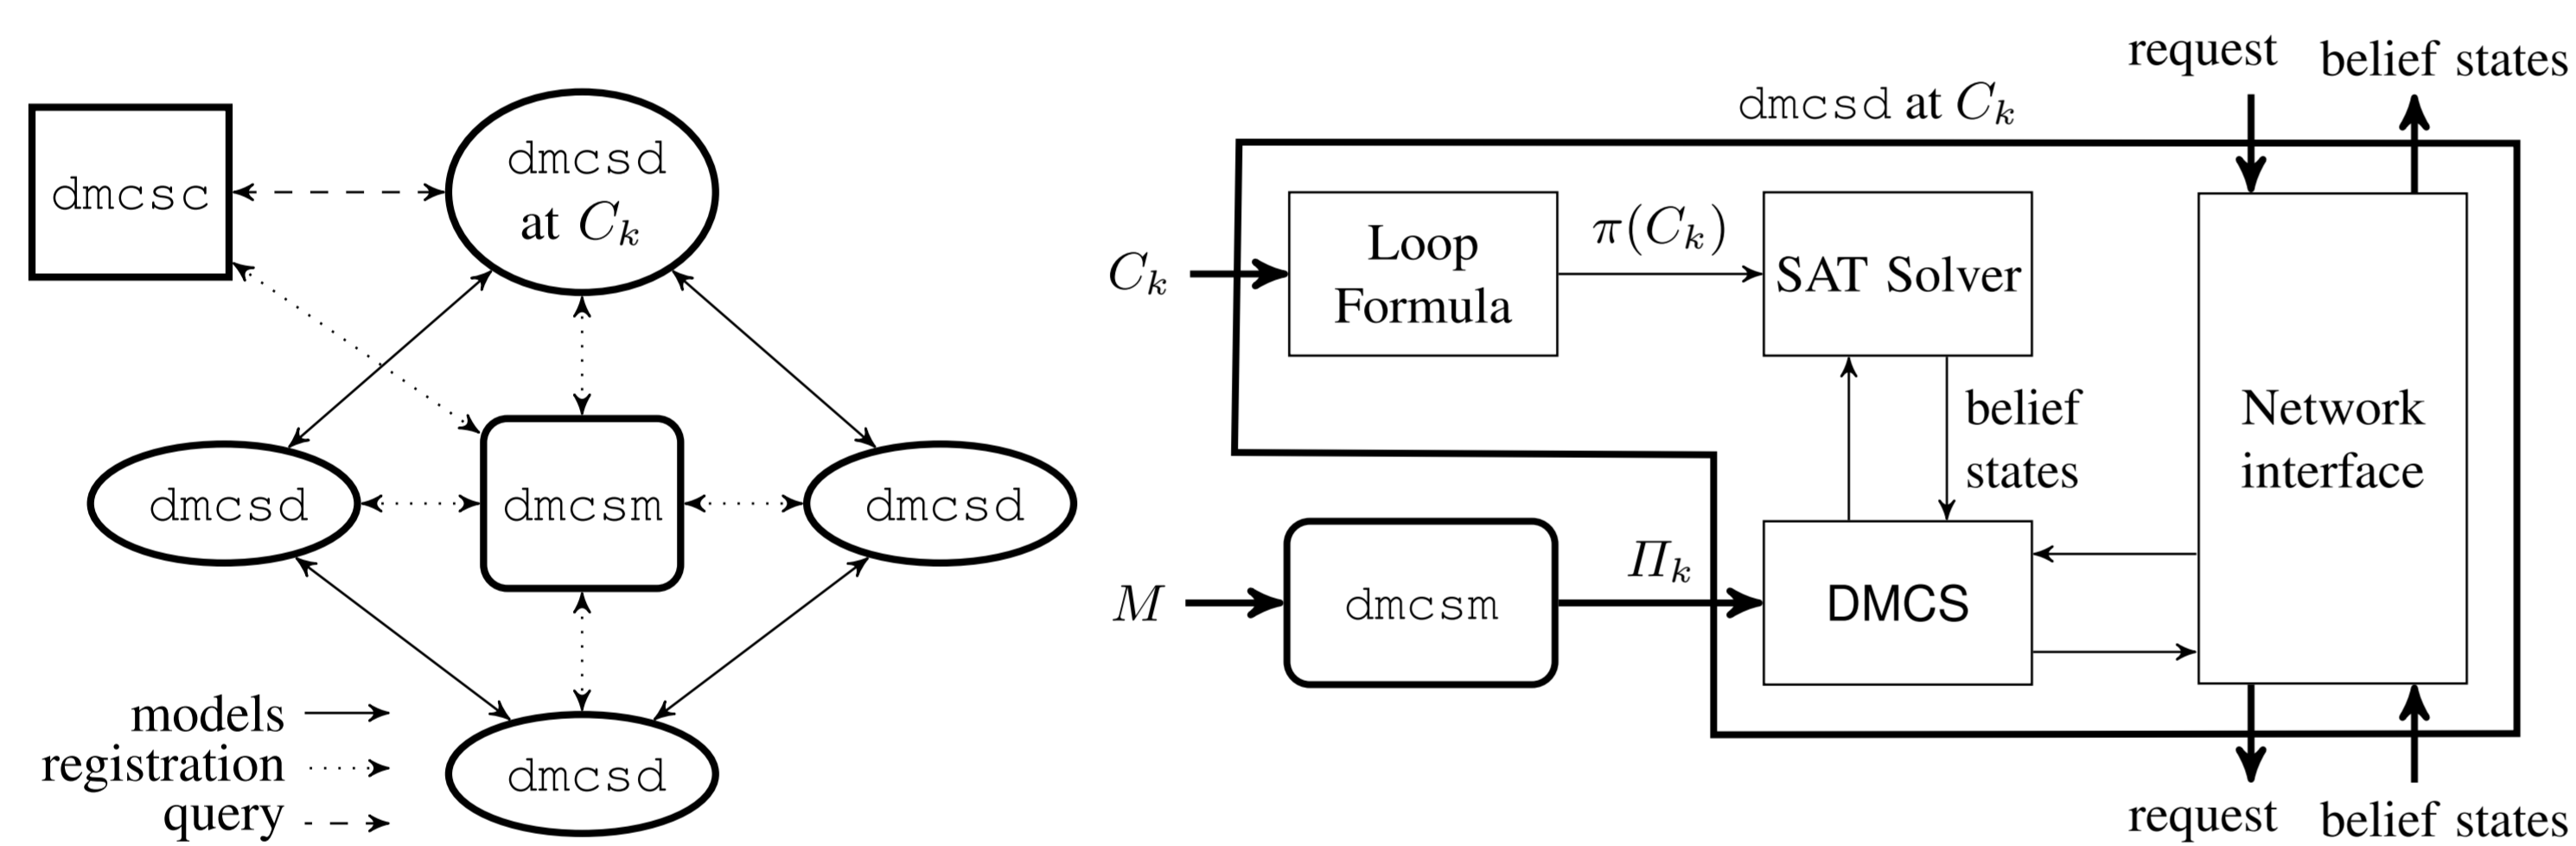 dmcsc
dmcsd
at C_k
dmcsd
dmcsm
dmcsd
dmcsd
models
registration
query
request
belief states
dmcsd at C_k
C_k
Loop
Formula
π(C_k)
SAT Solver
belief
states
Network
interface
M
dmcsm
Π_k
DMCS
request
belief states